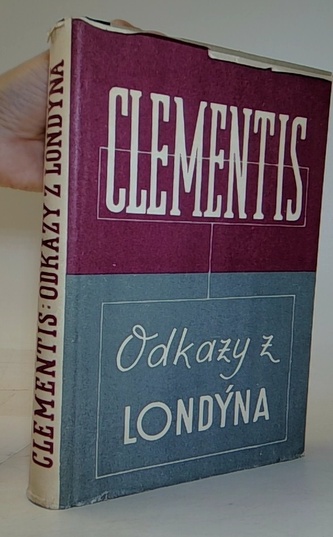 CLEMENTIS: ODKAZY Z LONDÝNA
CLEMENTIS
Odkazy z
LONDÝNA